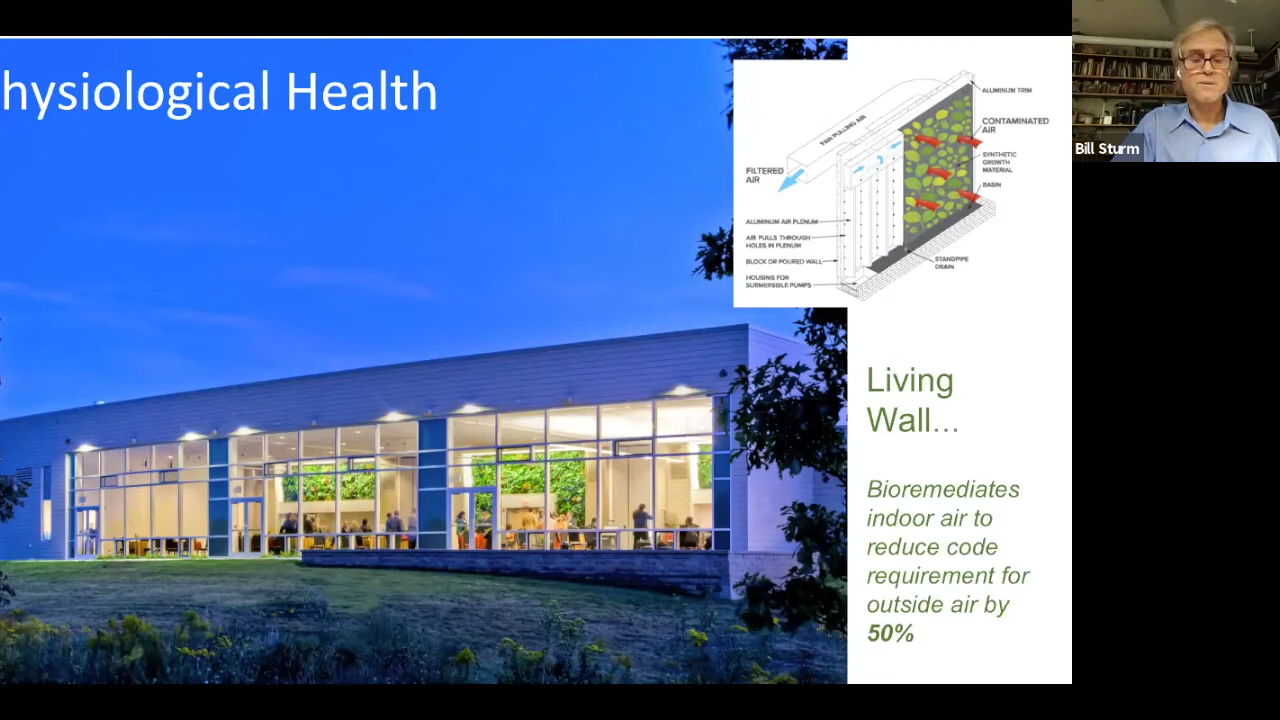 hysiological Health
ALUMINUM TRIM
CONTAMINATED
AIR
FAN PULLING AIR
SYNTHETIC
GROWTH
MATERIAL
FILTERED
AIR
BASIN
ALUMINUM AIR PLENUM
AIR PULLS THROUGH
HOLES IN PLENUM
BLOCK OR POURED WALL
STANDPIPE
DRAIN
HOUSING FOR
SUBMERSIBLE PUMPS
Bill Sturm
Living
Wall...
Bioremediates
indoor air to
reduce code
requirement for
outside air by
50%